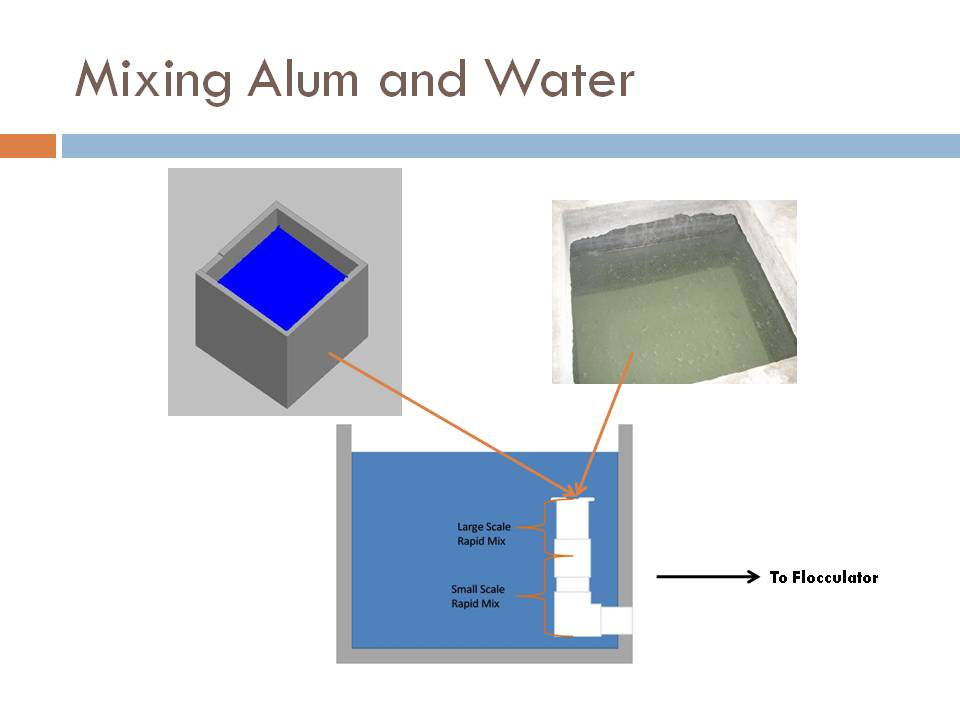 Mixing Alum and Water
Large Scale
Rapid Mix
Small Scale
Rapid Mix
To Flocculator